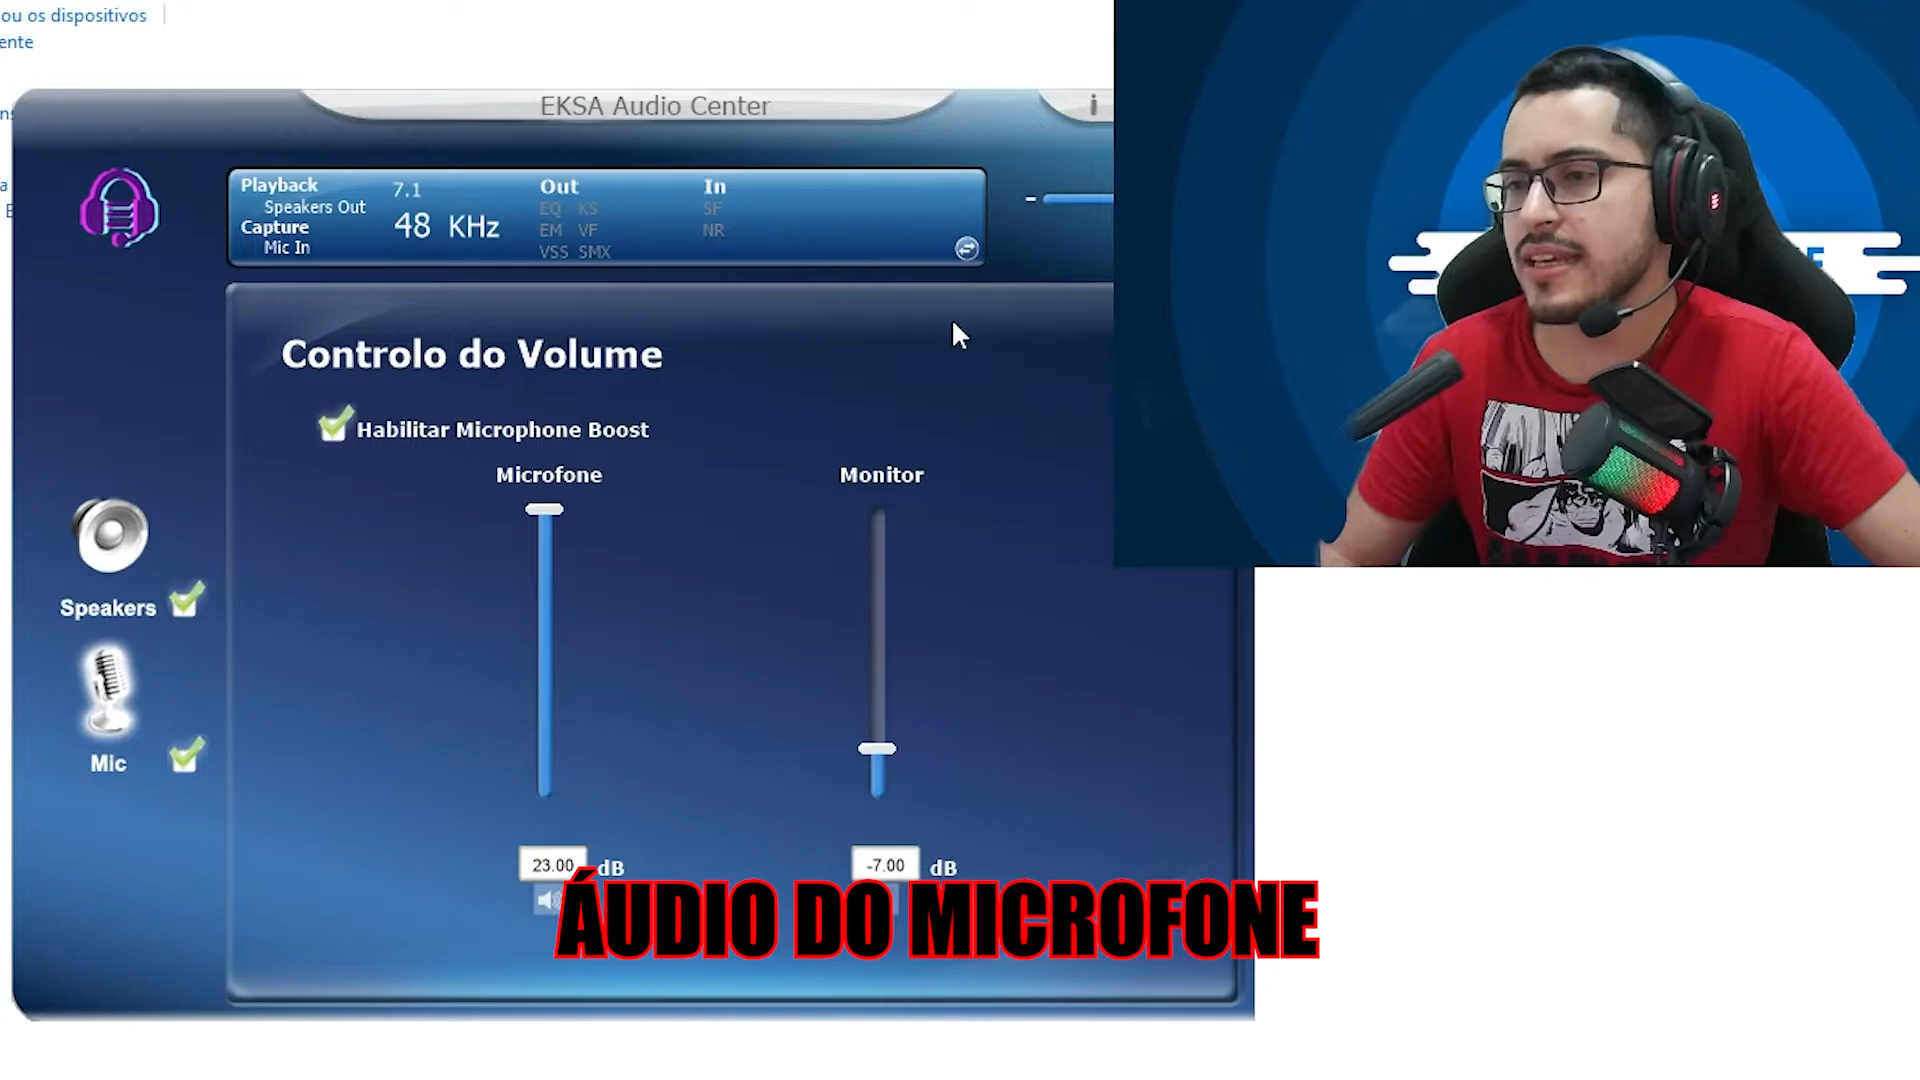 ou os dispositivos
ente
EKSA Audio Center
i
Playback 7.1 Out In
Speakers Out EQ KS SF
Capture 48 KHz EM VF NR
Mic In VSS SMX
Controlo do Volume
Habilitar Microphone Boost
Microfone Monitor
Speakers
Mic
23.00 dB -7.00 dB
ÁUDIO DO MICROFONE